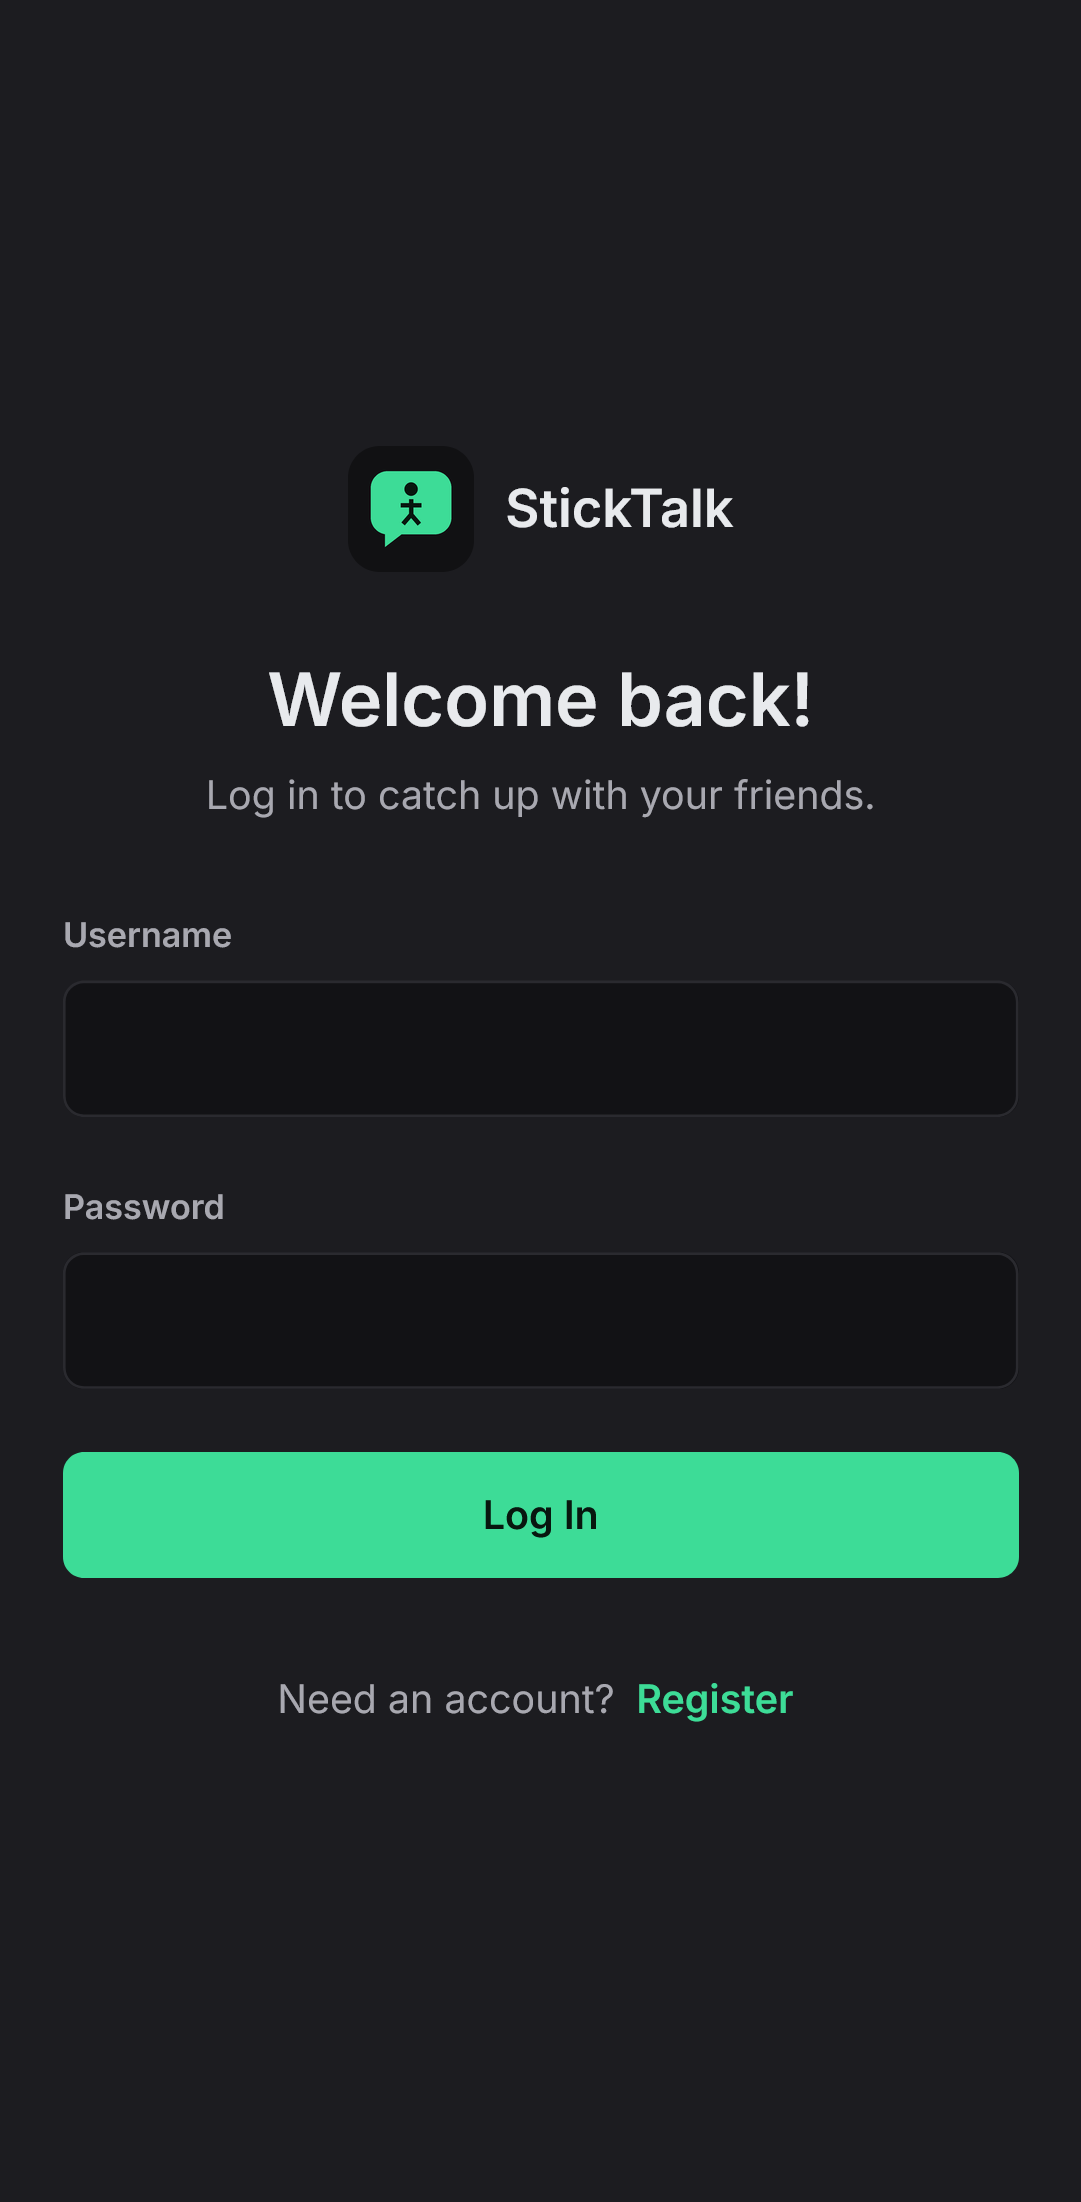 StickTalk
Welcome back!
Log in to catch up with your friends.
Username
Password
Log In
Need an account? Register